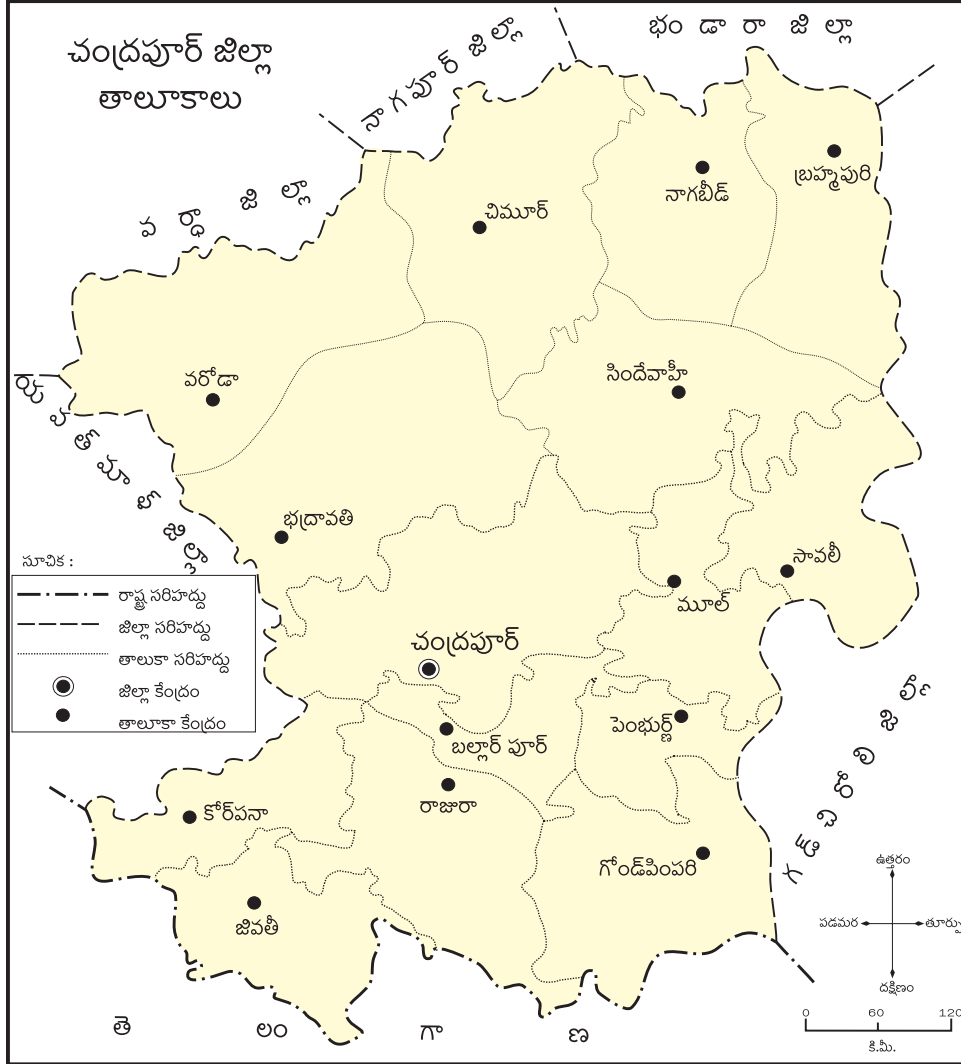 చంద్రపూర్ జిల్లా
తాలూకాలు
నాగపూర్ జిల్లా
భండారా జిల్లా
వర్ధా జిల్లా
బ్రహ్మపురి
నాగబీడ్
చిమూర్
వరోడా
సిందేవాహీ
యవత్‌మాళ్ జిల్లా
భద్రావతి
సావలీ
మూల్
చంద్రపూర్
పెంభుర్ణ
బల్లార్ పూర్
రాజురా
కోర్‌పనా
గోండ్‌పింపరి
జివతీ
గడ్‌చిరోలి జిల్లా
తెలంగాణ
సూచిక :
రాష్ట్ర సరిహద్దు
జిల్లా సరిహద్దు
తాలుకా సరిహద్దు
జిల్లా కేంద్రం
తాలూకా కేంద్రం
ఉత్తరం
పడమర తూర్పు
దక్షిణం
0 60 120
కి.మీ.